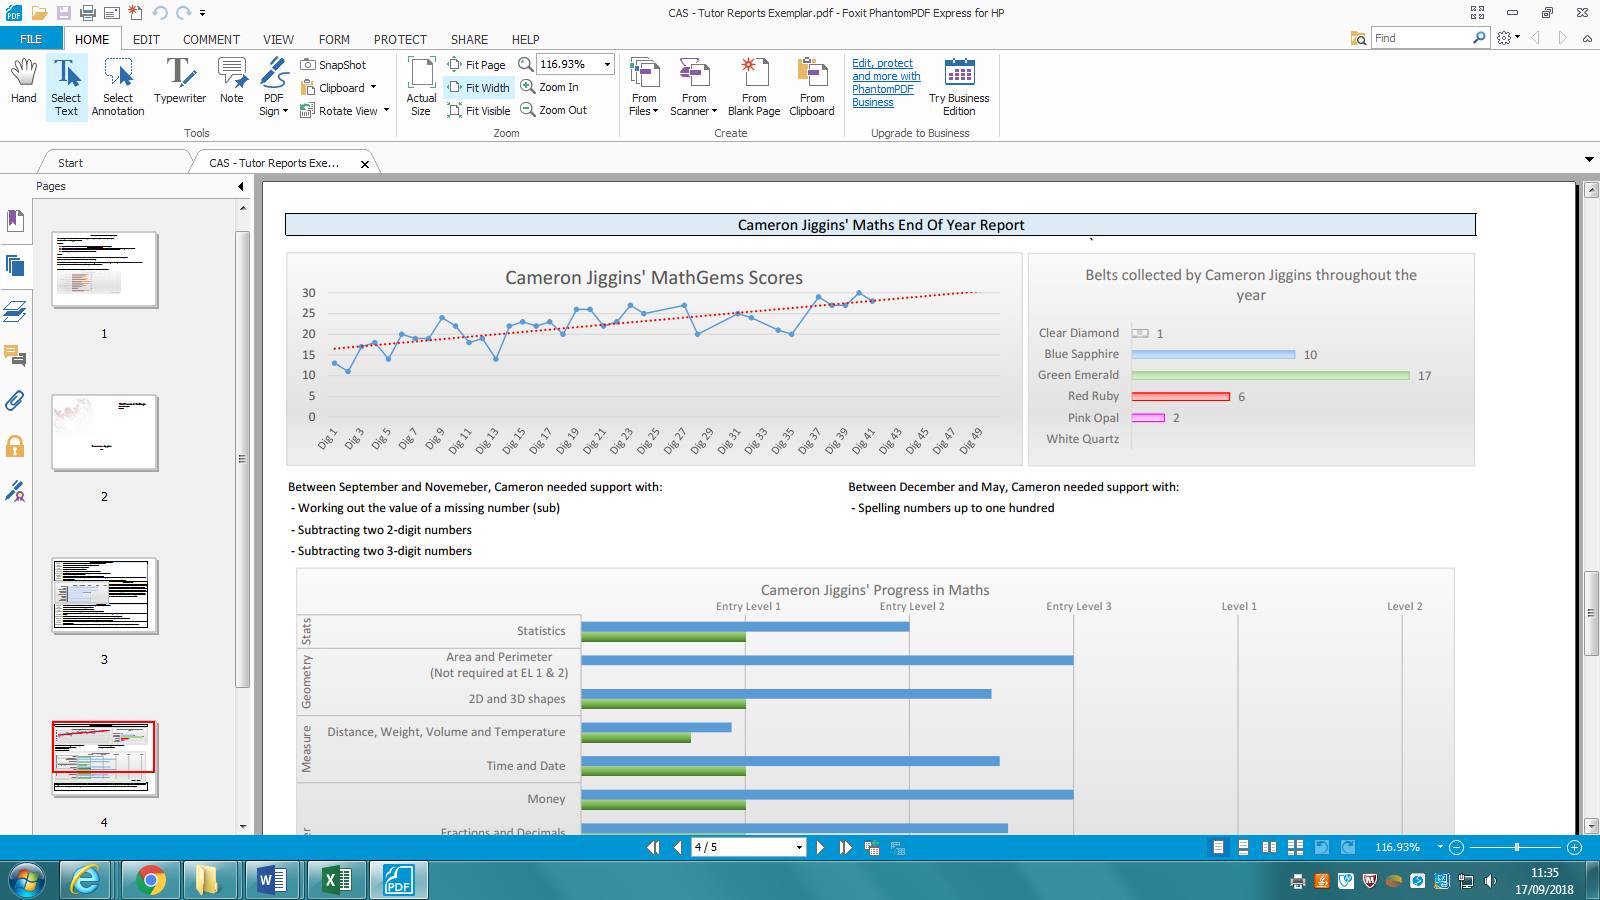 CAS - Tutor Reports Exemplar.pdf - Foxit PhantomPDF Express for HP
FILE HOME EDIT COMMENT VIEW FORM PROTECT SHARE HELP
Find
Hand
Select Text
Select Annotation
Typewriter
Note
PDF Sign
SnapShot
Clipboard
Rotate View
Tools
Actual Size
Fit Page
Fit Width
Fit Visible
116.93%
Zoom In
Zoom Out
Zoom
From Files
From Scanner
From Blank Page
From Clipboard
Create
Edit, protect
and more with
PhantomPDF
Business
Try Business Edition
Upgrade to Business
Start
CAS - Tutor Reports Exe...
Pages
1
2
3
4
Cameron Jiggins' Maths End Of Year Report
Cameron Jiggins' MathGems Scores
30
25
20
15
10
5
0
Dig 1 Dig 3 Dig 5 Dig 7 Dig 9 Dig 11 Dig 13 Dig 15 Dig 17 Dig 19 Dig 21 Dig 23 Dig 25 Dig 27 Dig 29 Dig 31 Dig 33 Dig 35 Dig 37 Dig 39 Dig 41 Dig 43 Dig 45 Dig 47 Dig 49
Belts collected by Cameron Jiggins throughout the
year
Clear Diamond 1
Blue Sapphire 10
Green Emerald 17
Red Ruby 6
Pink Opal 2
White Quartz
Between September and Novemeber, Cameron needed support with:
- Working out the value of a missing number (sub)
- Subtracting two 2-digit numbers
- Subtracting two 3-digit numbers
Between December and May, Cameron needed support with:
- Spelling numbers up to one hundred
Cameron Jiggins' Progress in Maths
Entry Level 1 Entry Level 2 Entry Level 3 Level 1 Level 2
Stats
Statistics
Geometry
Area and Perimeter
(Not required at EL 1 & 2)
2D and 3D shapes
Measure
Distance, Weight, Volume and Temperature
Time and Date
Money
Fractions and Decimals
4 / 5
116.93%
11:35
17/09/2018